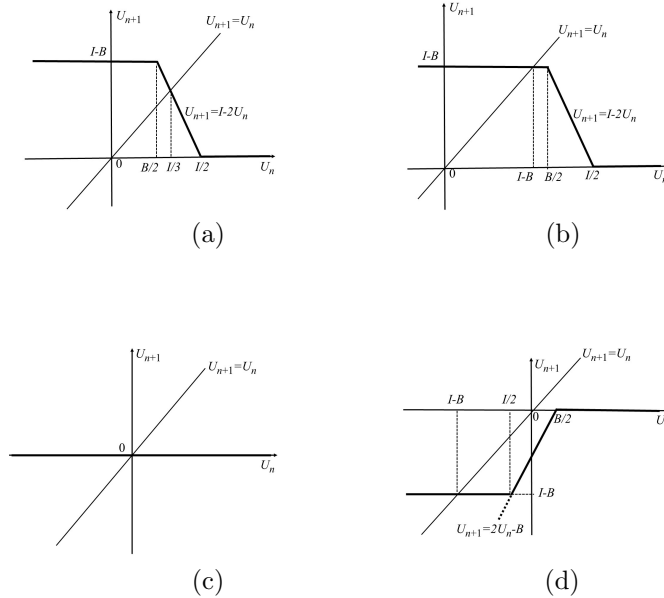 U_{n+1}
U_{n+1}=U_n
I-B
U_{n+1}=I-2U_n
0
B/2
I/3
I/2
U_n
(a)
U_{n+1}
U_{n+1}=U_n
I-B
U_{n+1}=I-2U_n
0
I-B
B/2
I/2
U
(b)
U_{n+1}
U_{n+1}=U_n
0
U_n
(c)
U_{n+1}
U_{n+1}=U_n
I-B
I/2
0
B/2
U
I-B
U_{n+1}=2U_n-B
(d)